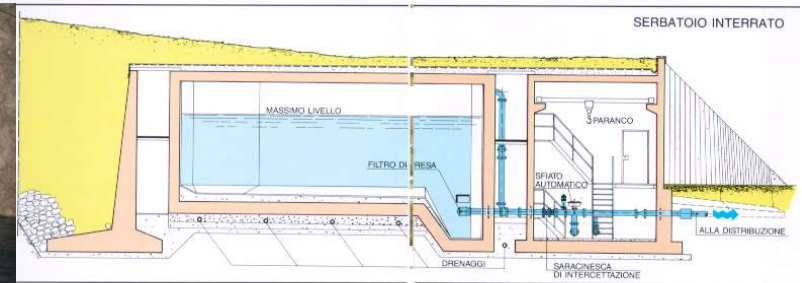 SERBATOIO INTERRATO
MASSIMO LIVELLO
PARANCO
FILTRO DI PRESA
SFIATO
AUTOMATICO
ALLA DISTRIBUZIONE
DRENAGGI
SARACINESCA
DI INTERCETTAZIONE